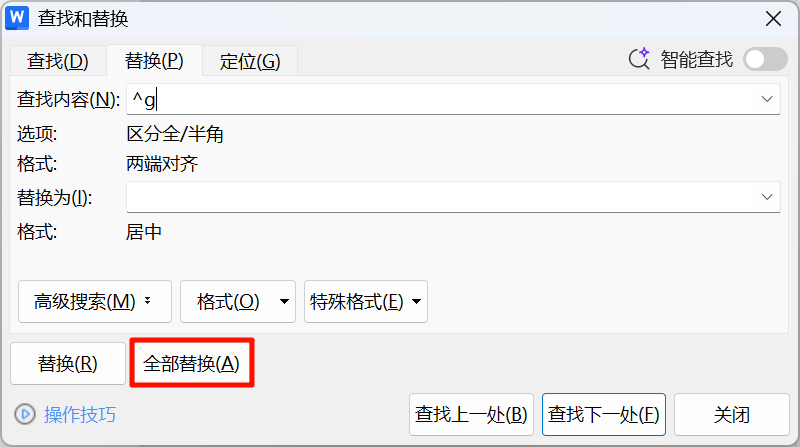 W 查找和替换
查找(D) 替换(P) 定位(G) 智能查找
查找内容(N): ^g
选项: 区分全/半角
格式: 两端对齐
替换为(I):
格式: 居中
高级搜索(M) 格式(O) 特殊格式(E)
替换(R) 全部替换(A)
操作技巧 查找上一处(B) 查找下一处(F) 关闭